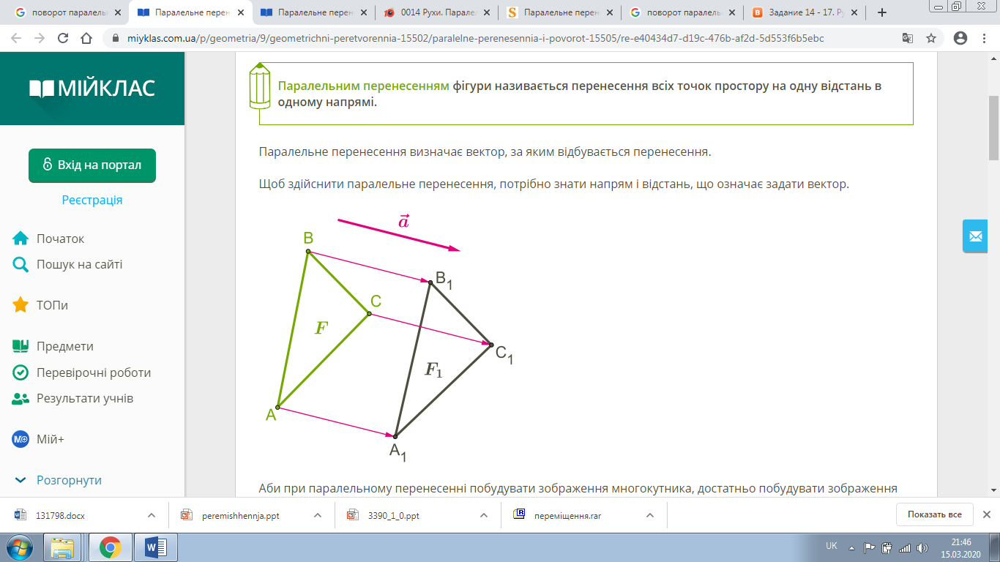 поворот паралель
Паралельне перен
Паралельне перен
0014 Рухи. Парале.
Паралельне перен
поворот паралель
Задание 14 - 17. Ру
miyklas.com.ua/p/geometria/9/geometrichni-peretvorennia-15502/paralelne-perenesennia-i-povorot-15505/re-e40434d7-d19c-476b-af2d-5d553f6b5ebc
МІЙКЛАС
Вхід на портал
Реєстрація
Початок
Пошук на сайті
ТОПи
Предмети
Перевірочні роботи
Результати учнів
Мій+
Розгорнути
Паралельним перенесенням фігури називається перенесення всіх точок простору на одну відстань в
одному напрямі.
Паралельне перенесення визначає вектор, за яким відбувається перенесення.
Щоб здійснити паралельне перенесення, потрібно знати напрям і відстань, що означає задати вектор.
a
B
B1
C
F
C1
F1
A
A1
Аби при паралельному перенесенні побудувати зображення многокутника, достатньо побудувати зображення
131798.docx
peremishhennja.ppt
3390_1_0.ppt
переміщення.rar
Показать все
UK
21:46
15.03.2020